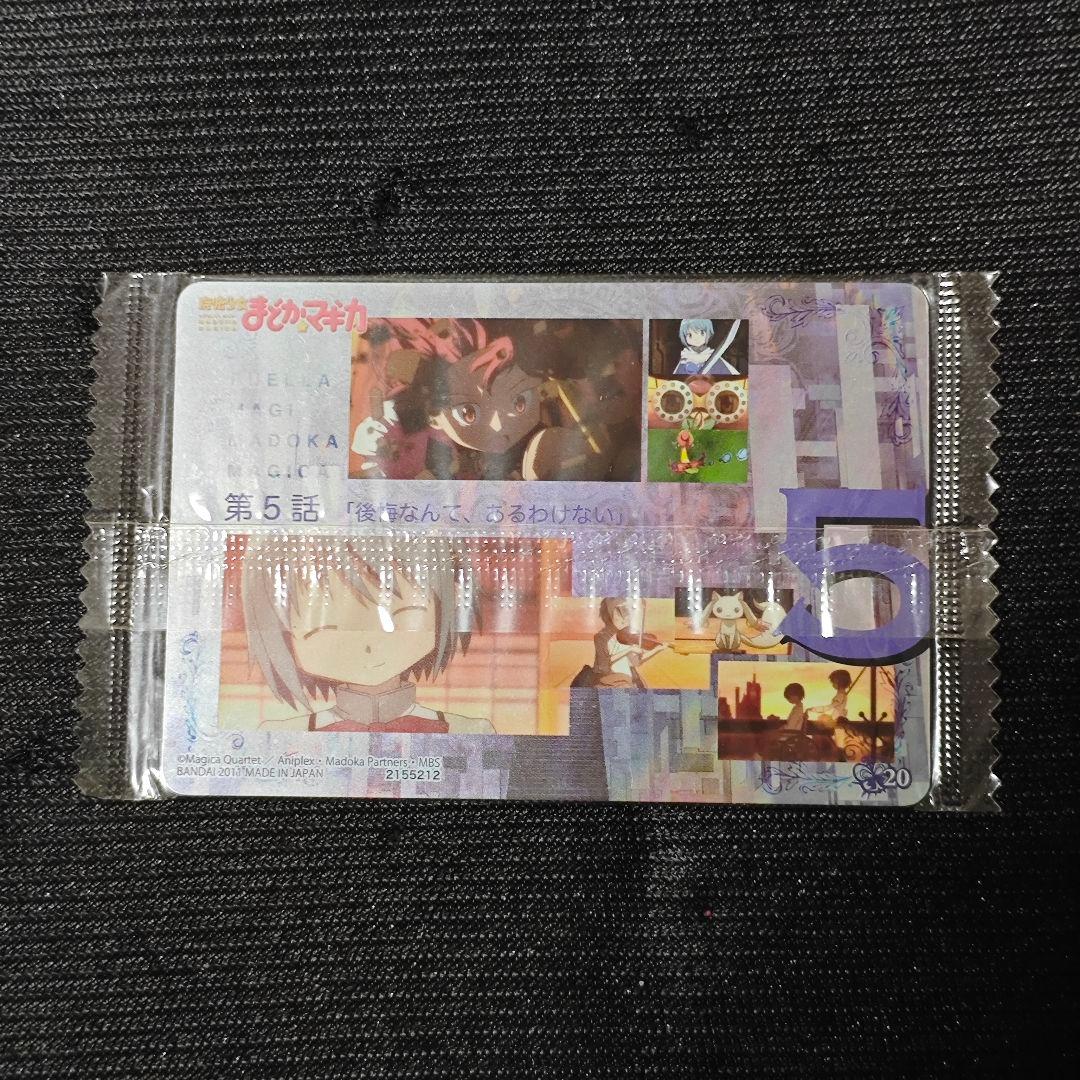 魔法少女
まどか☆マギカ
PUELLA
MAGI
MADOKA
MAGICA
第5話 「後悔なんて、あるわけない」
5
©Magica Quartet / Aniplex・Madoka Partners・MBS
BANDAI 2011 MADE IN JAPAN 2155212
20